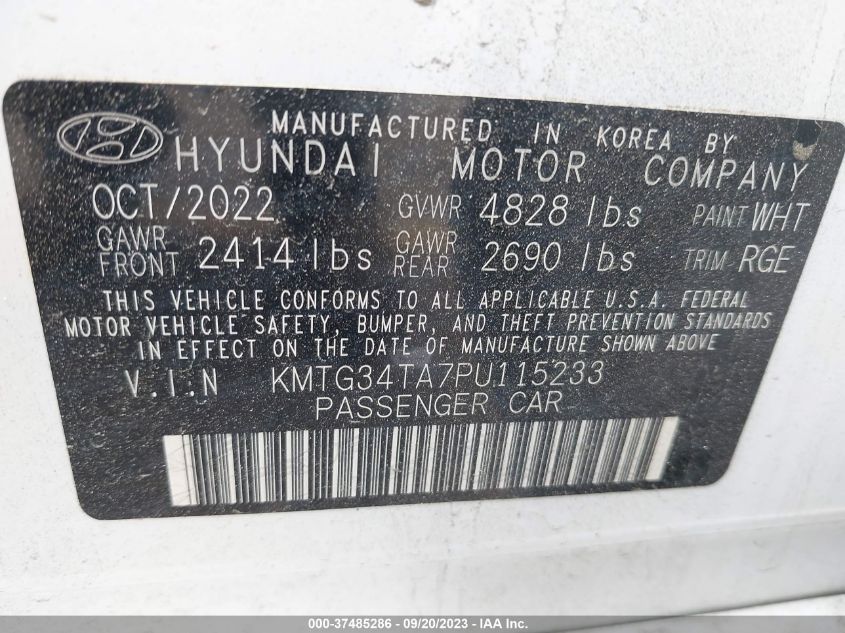 MANUFACTURED IN KOREA BY
HYUNDAI MOTOR COMPANY
OCT/2022 GVWR 4828 lbs PAINT WHT
GAWR FRONT 2414 lbs GAWR REAR 2690 lbs TRIM RGE
THIS VEHICLE CONFORMS TO ALL APPLICABLE U.S.A. FEDERAL
MOTOR VEHICLE SAFETY, BUMPER, AND THEFT PREVENTION STANDARDS
IN EFFECT ON THE DATE OF MANUFACTURE SHOWN ABOVE
V.I.N KMTG34TA7PU115233
PASSENGER CAR
000-37485286 - 09/20/2023 - IAA Inc.